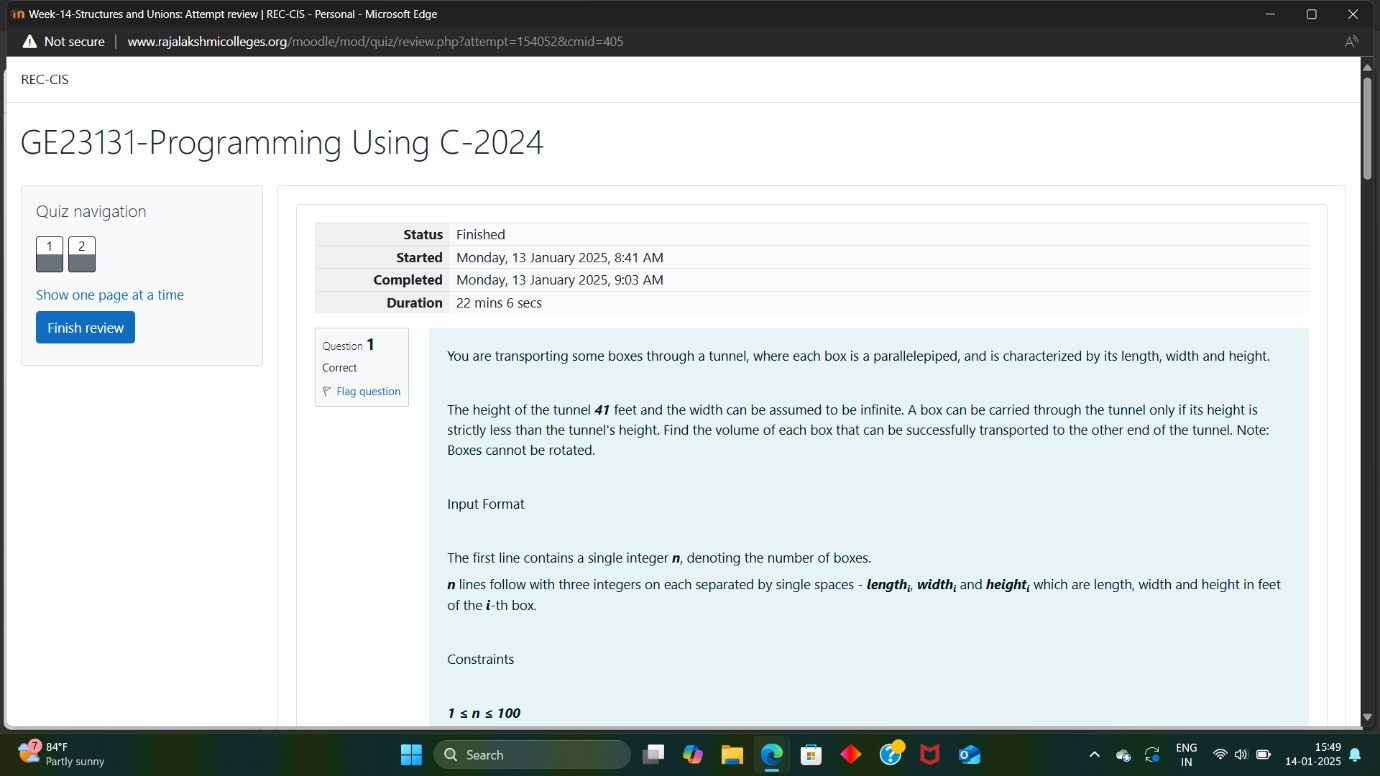 Week-14-Structures and Unions: Attempt review | REC-CIS - Personal - Microsoft Edge
Not secure | www.rajalakshmicolleges.org/moodle/mod/quiz/review.php?attempt=154052&cmid=405
REC-CIS
GE23131-Programming Using C-2024
Quiz navigation
1 2
Show one page at a time
Finish review
Status Finished
Started Monday, 13 January 2025, 8:41 AM
Completed Monday, 13 January 2025, 9:03 AM
Duration 22 mins 6 secs
Question 1
Correct
Flag question
You are transporting some boxes through a tunnel, where each box is a parallelepiped, and is characterized by its length, width and height.
The height of the tunnel 41 feet and the width can be assumed to be infinite. A box can be carried through the tunnel only if its height is
strictly less than the tunnel's height. Find the volume of each box that can be successfully transported to the other end of the tunnel. Note:
Boxes cannot be rotated.
Input Format
The first line contains a single integer n, denoting the number of boxes.
n lines follow with three integers on each separated by single spaces - lengthᵢ, widthᵢ and heightᵢ which are length, width and height in feet
of the i-th box.
Constraints
1 ≤ n ≤ 100
7
84°F
Partly sunny
Search
ENG
IN
15:49
14-01-2025